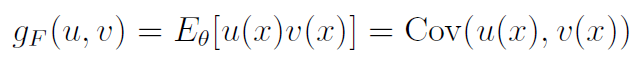 g_F(u, v) = E_θ[u(x)v(x)] = Cov(u(x), v(x))